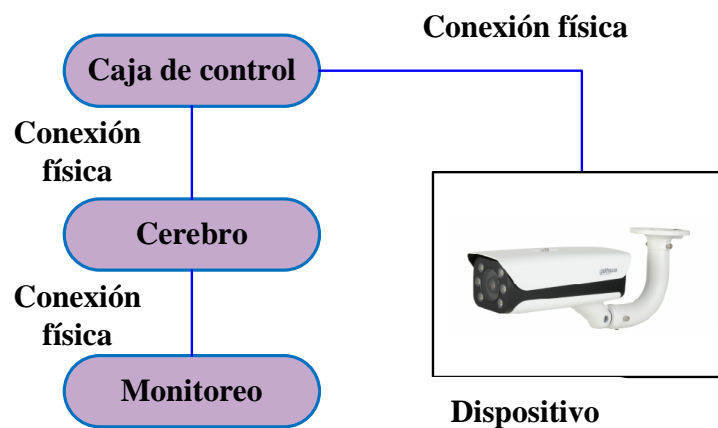 Conexión física
Caja de control
Conexión
física
Cerebro
Conexión
física
Monitoreo
Dispositivo